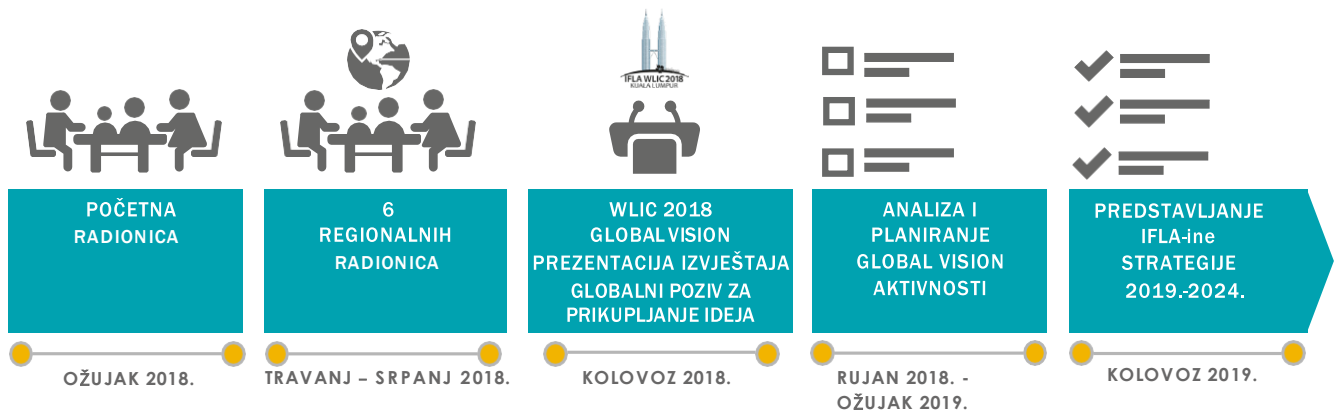 IFLA WLIC 2018
KUALA LUMPUR
POČETNA
RADIONICA
6
REGIONALNIH
RADIONICA
WLIC 2018
GLOBAL VISION
PREZENTACIJA IZVJEŠTAJA
GLOBALNI POZIV ZA
PRIKUPLJANJE IDEJA
ANALIZA I
PLANIRANJE
GLOBAL VISION
AKTIVNOSTI
PREDSTAVLJANJE
IFLA-ine
STRATEGIJE
2019.-2024.
OŽUJAK 2018.
TRAVANJ – SRPANJ 2018.
KOLOVOZ 2018.
RUJAN 2018. -
OŽUJAK 2019.
KOLOVOZ 2019.